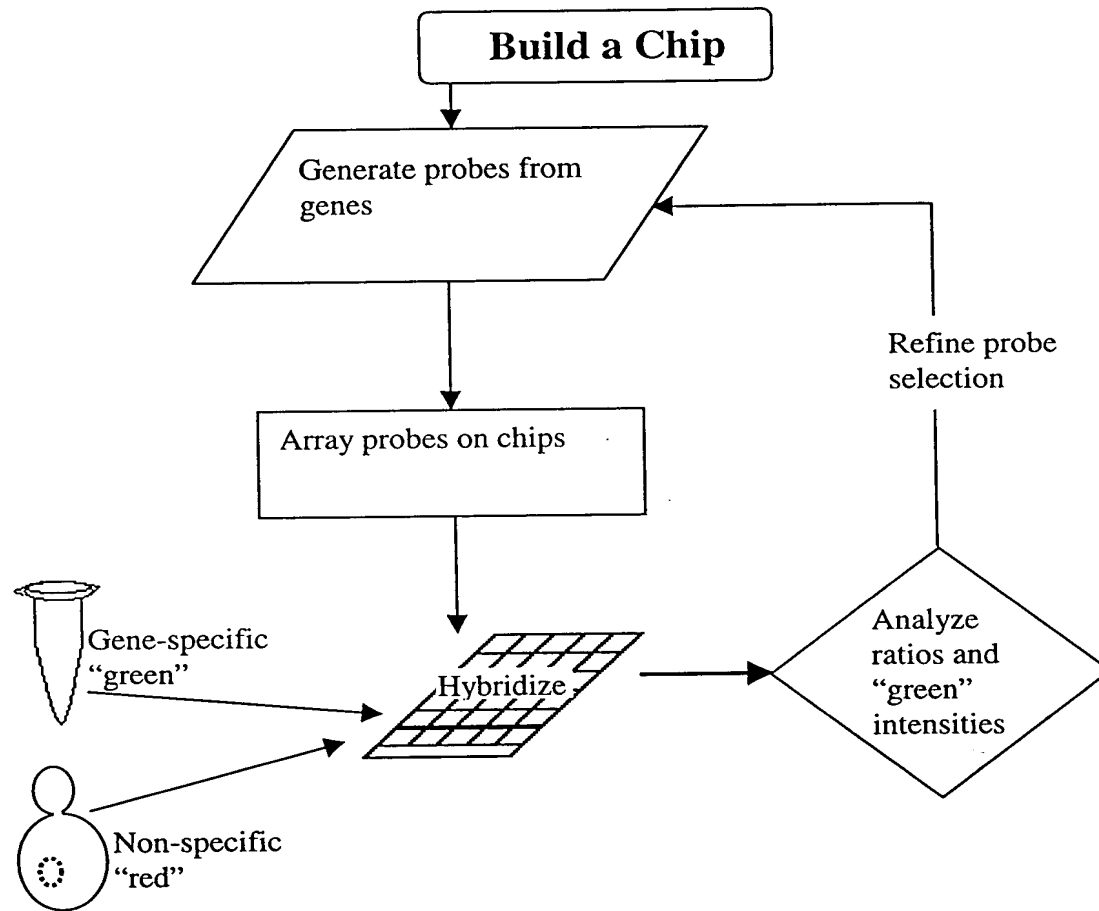 Build a Chip
Generate probes from
genes
Refine probe
selection
Array probes on chips
Gene-specific
“green”
Hybridize
Analyze
ratios and
“green”
intensities
Non-specific
“red”